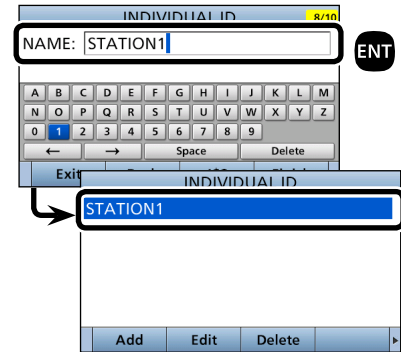 INDIVIDUAL ID 8/10
NAME: STATION1
ENT
A B C D E F G H I J K L M
N O P Q R S T U V W X Y Z
0 1 2 3 4 5 6 7 8 9
← → Space Delete
Exit
INDIVIDUAL ID
STATION1
Add Edit Delete